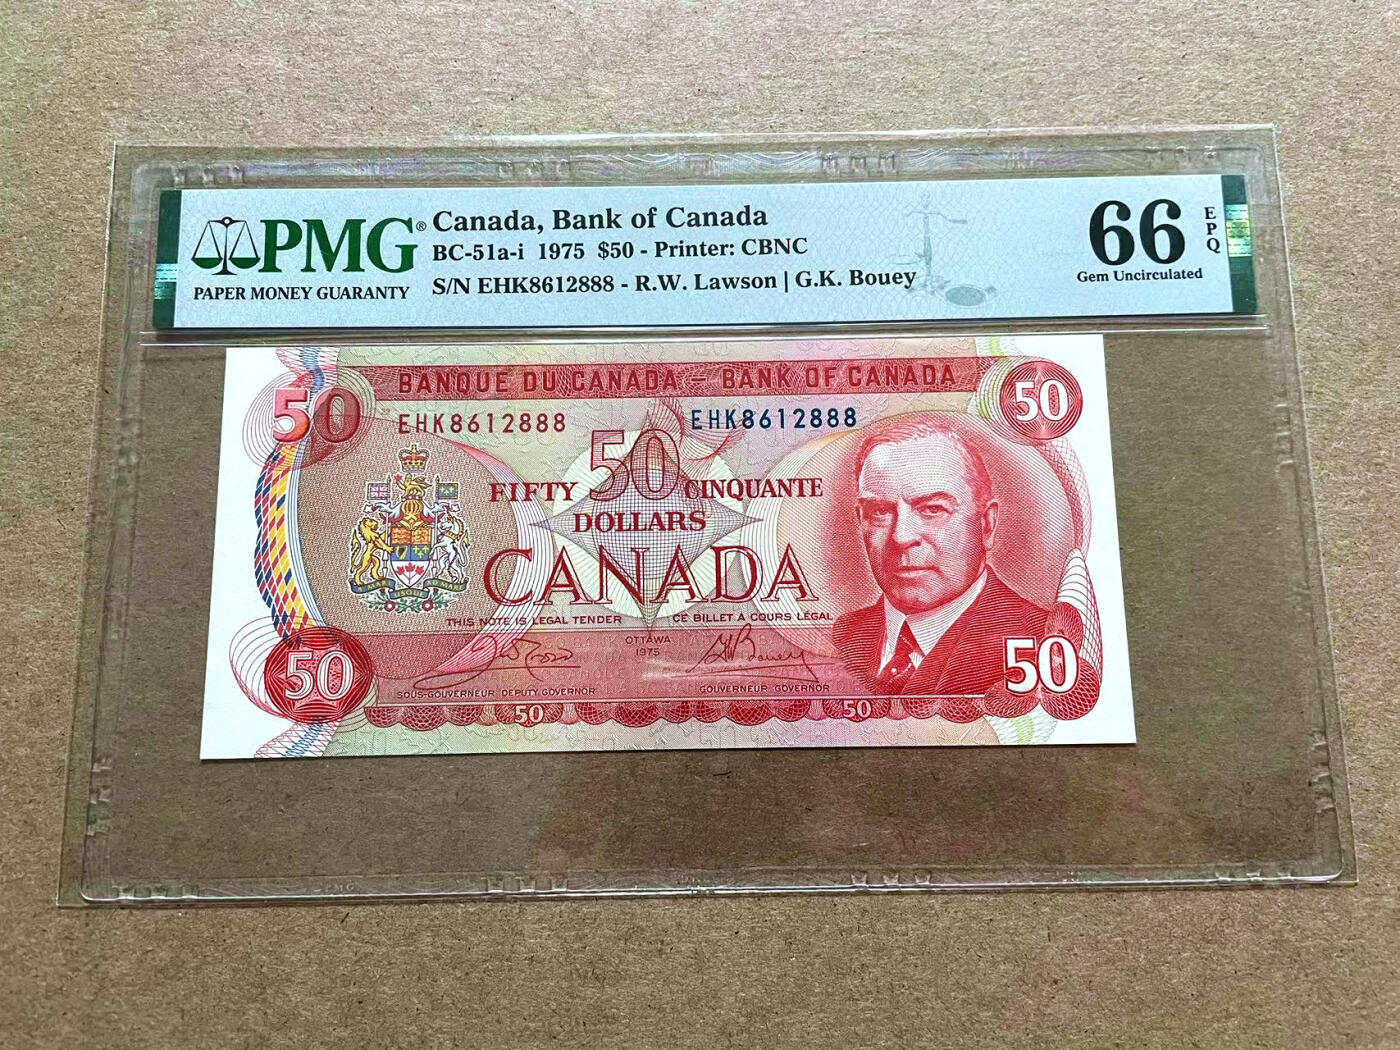 PMG®
PAPER MONEY GUARANTY
Canada, Bank of Canada
BC-51a-i 1975 $50 - Printer: CBNC
S/N EHK8612888 - R.W. Lawson | G.K. Bouey
66 EPQ
Gem Uncirculated
BANQUE DU CANADA – BANK OF CANADA
50
50
EHK8612888
EHK8612888
50
FIFTY CINQUANTE
DOLLARS
CANADA
THIS NOTE IS LEGAL TENDER CE BILLET A COURS LÉGAL
OTTAWA
1975
G K Bouey
SOUS-GOUVERNEUR DEPUTY GOVERNOR
GOUVERNEUR GOVERNOR
50
50
50
50